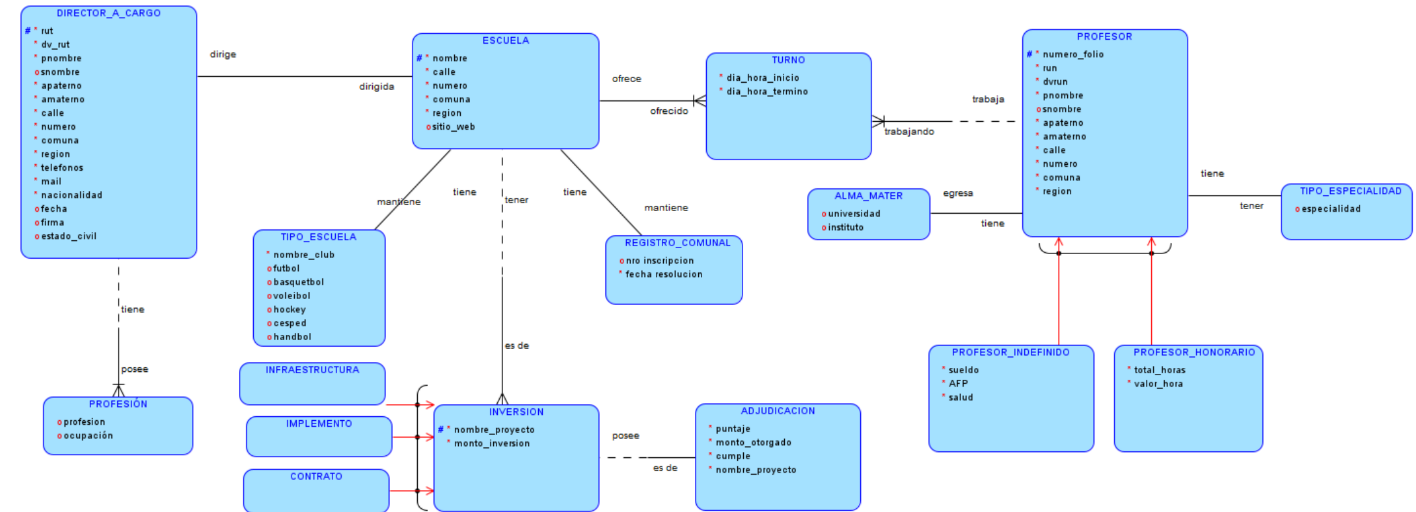 DIRECTOR_A_CARGO
# * rut
* dv_rut
* pnombre
o snombre
* apaterno
* amaterno
* calle
* numero
* comuna
* region
* telefonos
* mail
* nacionalidad
o fecha
o firma
o estado_civil
dirige
dirigida
ESCUELA
# * nombre
* calle
* numero
* comuna
* region
o sitio_web
ofrece
ofrecido
TURNO
* dia_hora_inicio
* dia_hora_termino
trabaja
trabajando
PROFESOR
# * numero_folio
* run
* dvrun
* pnombre
o snombre
* apaterno
* amaterno
* calle
* numero
* comuna
* region
tiene
tener
TIPO_ESPECIALIDAD
o especialidad
ALMA_MATER
o universidad
o instituto
egresa
tiene
mantiene
tiene
tener
tiene
mantiene
TIPO_ESCUELA
* nombre_club
o futbol
o basquetbol
o voleibol
o hockey
o cesped
o handbol
REGISTRO_COMUNAL
o nro inscripcion
* fecha resolucion
tiene
posee
PROFESIÓN
o profesion
o ocupación
es de
INFRAESTRUCTURA
IMPLEMENTO
CONTRATO
INVERSION
# * nombre_proyecto
* monto_inversion
posee
es de
ADJUDICACION
* puntaje
* monto_otorgado
* cumple
* nombre_proyecto
PROFESOR_INDEFINIDO
* sueldo
* AFP
* salud
PROFESOR_HONORARIO
* total_horas
* valor_hora